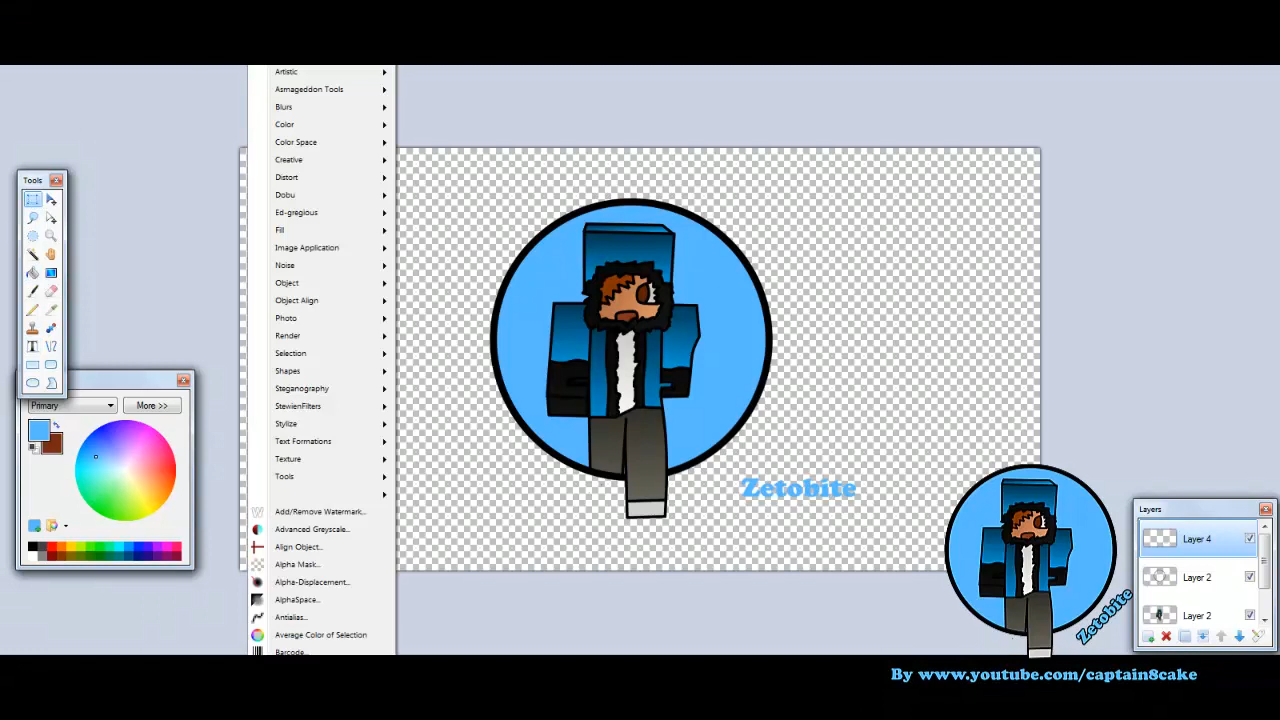 Artistic
Asmageddon Tools
Blurs
Color
Color Space
Creative
Distort
Dobu
Ed-gregious
Fill
Image Application
Noise
Object
Object Align
Photo
Render
Selection
Shapes
Steganography
StewienFilters
Stylize
Text Formations
Texture
Tools
Add/Remove Watermark...
Advanced Greyscale...
Align Object...
Alpha Mask...
Alpha-Displacement...
AlphaSpace...
Antialias...
Average Color of Selection
Barcode...
Tools
Primary
More >>
Zetobite
Zetobite
Layers
Layer 4
Layer 2
Layer 2
By www.youtube.com/captain8cake